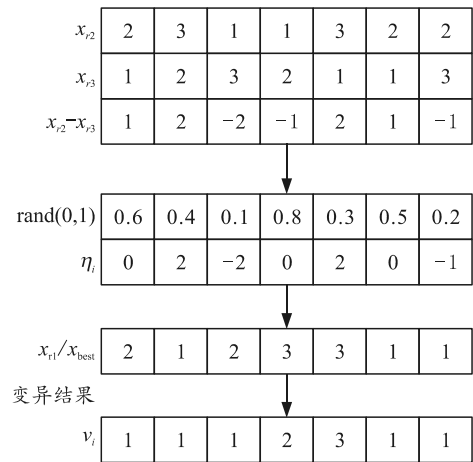 x_{r2} 2 3 1 1 3 2 2
x_{r3} 1 2 3 2 1 1 3
x_{r2}-x_{r3} 1 2 -2 -1 2 1 -1
rand(0,1) 0.6 0.4 0.1 0.8 0.3 0.5 0.2
η_i 0 2 -2 0 2 0 -1
x_{r1}/x_{best} 2 1 2 3 3 1 1
变异结果
v_i 1 1 1 2 3 1 1